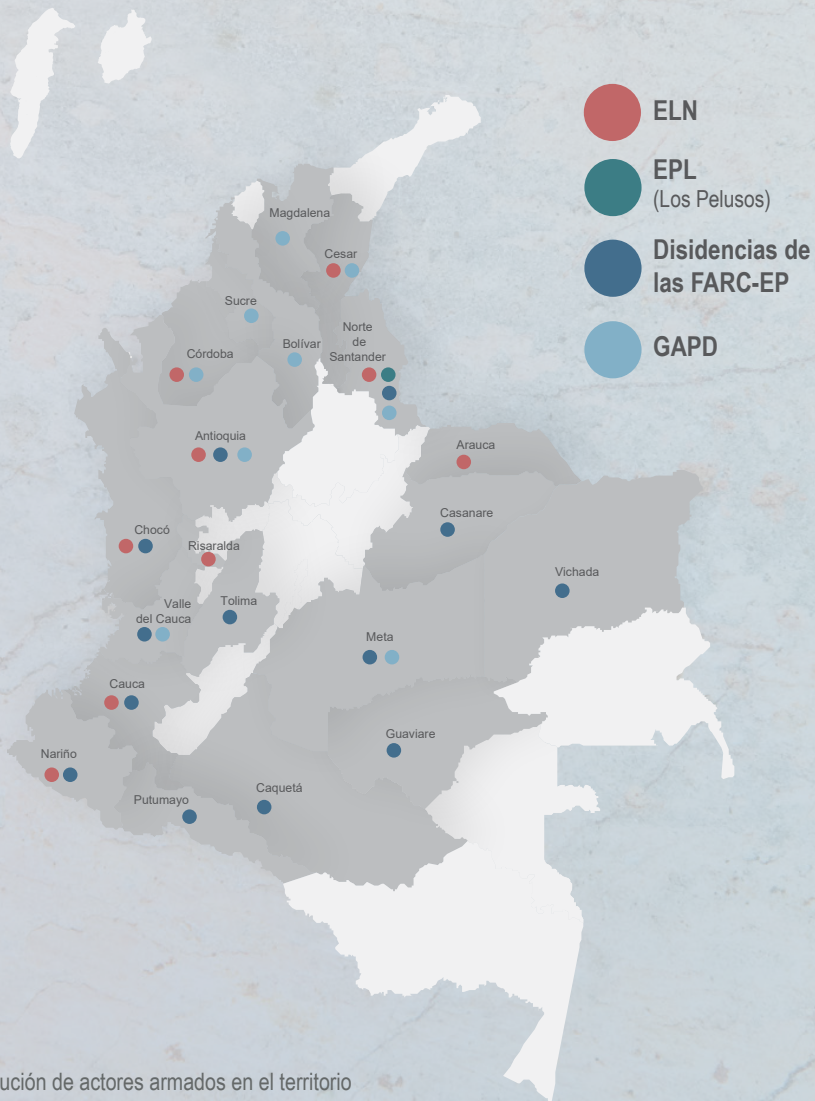 ELN
EPL
(Los Pelusos)
Disidencias de
las FARC-EP
GAPD
Magdalena
Cesar
Sucre
Bolívar
Norte
de
Santander
Córdoba
Antioquia
Arauca
Casanare
Chocó
Risaralda
Vichada
Valle
del Cauca
Tolima
Meta
Cauca
Guaviare
Nariño
Caquetá
Putumayo
ución de actores armados en el territorio